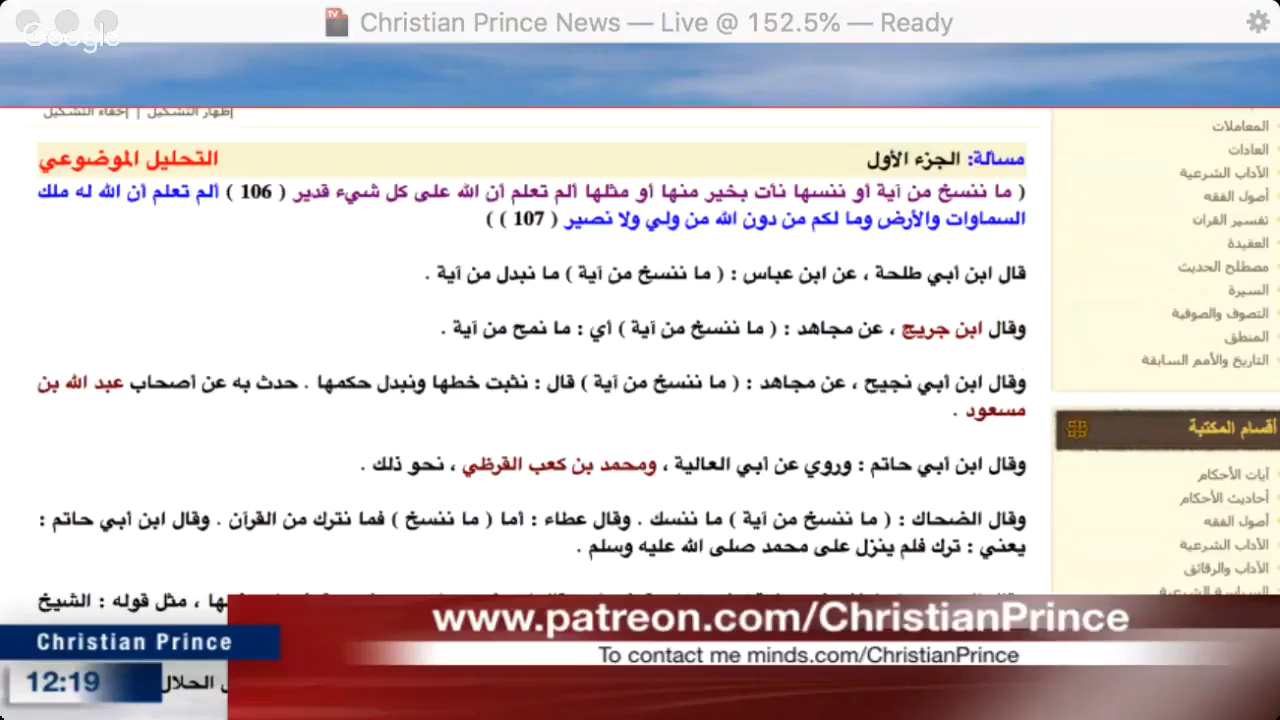 Christian Prince News — Live @ 152.5% — Ready
Google
إظهار التشكيل | إخفاء التشكيل
مسألة: الجزء الأول
التحليل الموضوعي
( ما ننسخ من آية أو ننسها نأت بخير منها أو مثلها ألم تعلم أن الله على كل شيء قدير ( 106 ) ألم تعلم أن الله له ملك
السماوات والأرض وما لكم من دون الله من ولي ولا نصير ( 107 ) )
قال ابن أبي طلحة ، عن ابن عباس : ( ما ننسخ من آية ) ما نبدل من آية .
وقال ابن جريج ، عن مجاهد : ( ما ننسخ من آية ) أي : ما نمح من آية .
وقال ابن أبي نجيح ، عن مجاهد : ( ما ننسخ من آية ) قال : نثبت خطها ونبدل حكمها . حدث به عن أصحاب عبد الله بن
مسعود .
وقال ابن أبي حاتم : وروي عن أبي العالية ، ومحمد بن كعب القرظي ، نحو ذلك .
وقال الضحاك : ( ما ننسخ من آية ) ما ننسك . وقال عطاء : أما ( ما ننسخ ) فما نترك من القرآن . وقال ابن أبي حاتم :
يعني : ترك فلم ينزل على محمد صلى الله عليه وسلم .
، مثل قوله : الشيخ
المعاملات
العادات
الآداب الشرعية
أصول الفقه
تفسير القرآن
العقيدة
مصطلح الحديث
السيرة
التصوف والصوفية
المنطق
التاريخ والأمم السابقة
أقسام المكتبة
آيات الأحكام
أحاديث الأحكام
أصول الفقه
الآداب الشرعية
الآداب والرقائق
السياسة الشرعية
www.patreon.com/ChristianPrince
Christian Prince
To contact me minds.com/ChristianPrince
12:19
الحلال